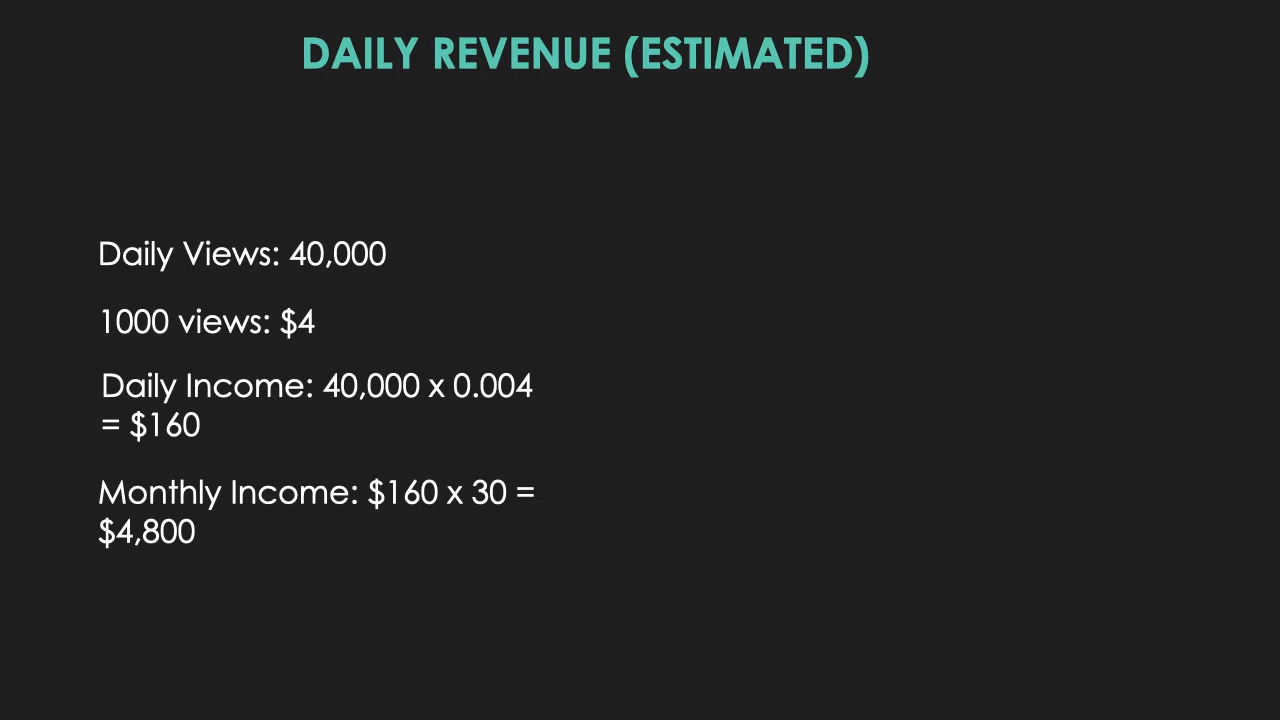 DAILY REVENUE (ESTIMATED)
Daily Views: 40,000
1000 views: $4
Daily Income: 40,000 x 0.004
= $160
Monthly Income: $160 x 30 =
$4,800